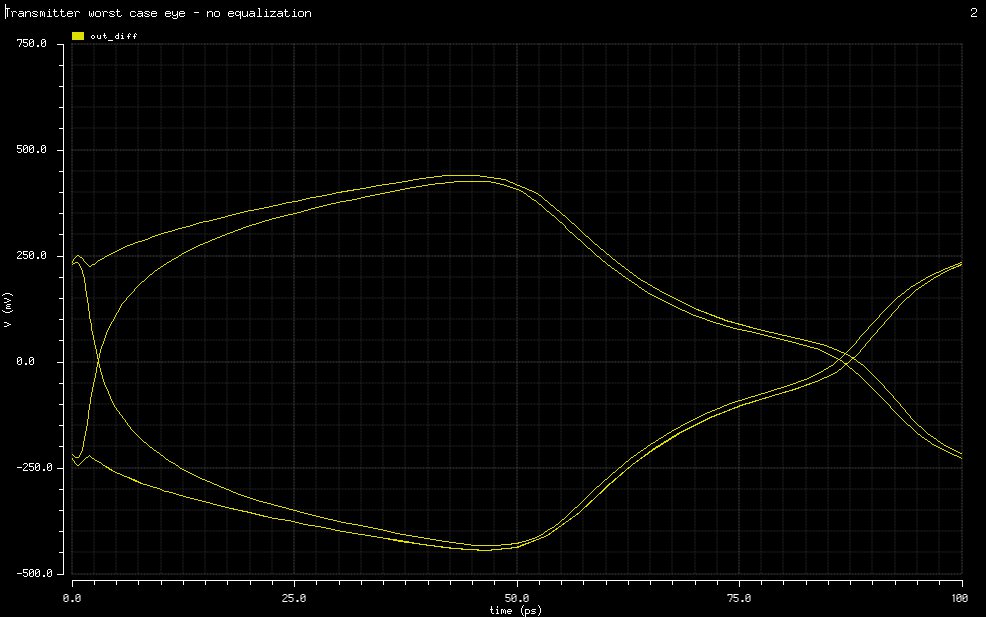 Transmitter worst case eye - no equalization
2
out_diff
750.0
500.0
250.0
0.0
-250.0
-500.0
V (mV)
0.0 25.0 50.0 75.0 100
time (ps)